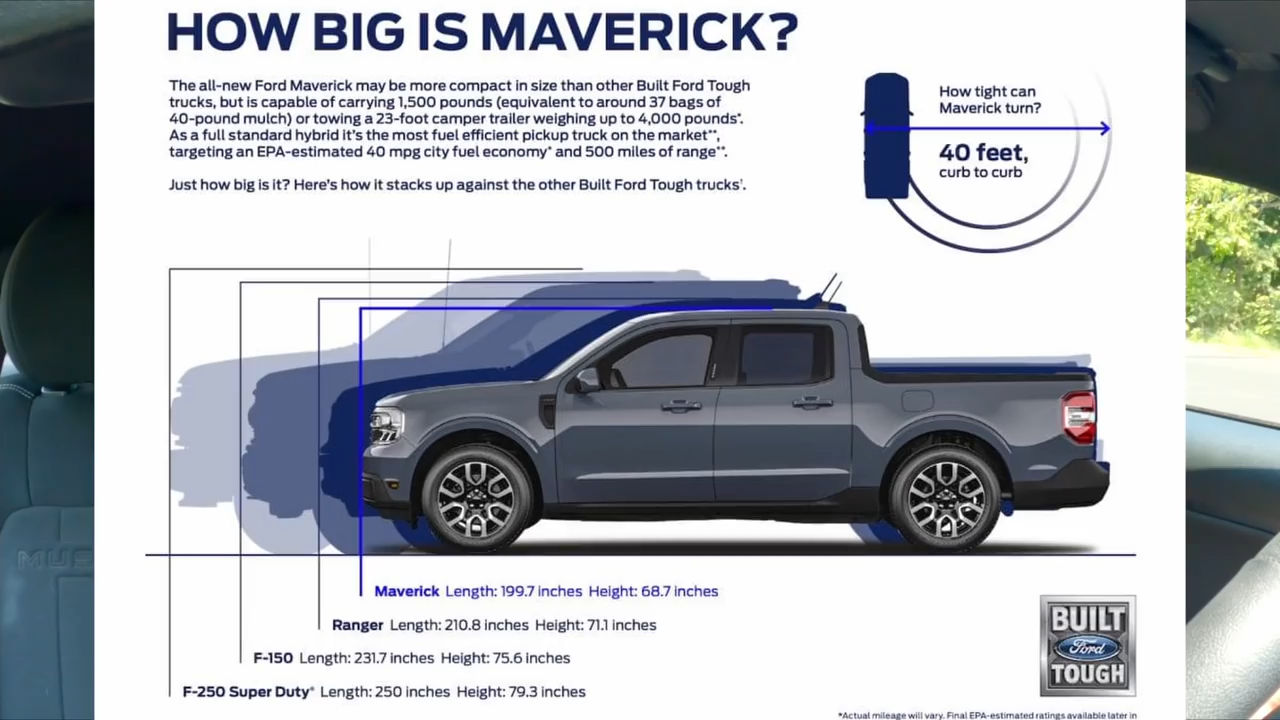 HOW BIG IS MAVERICK?
The all-new Ford Maverick may be more compact in size than other Built Ford Tough
trucks, but is capable of carrying 1,500 pounds (equivalent to around 37 bags of
40-pound mulch) or towing a 23-foot camper trailer weighing up to 4,000 pounds*.
As a full standard hybrid it's the most fuel efficient pickup truck on the market**,
targeting an EPA-estimated 40 mpg city fuel economy* and 500 miles of range**.
Just how big is it? Here's how it stacks up against the other Built Ford Tough trucks†.
How tight can
Maverick turn?
40 feet,
curb to curb
Maverick Length: 199.7 inches Height: 68.7 inches
Ranger Length: 210.8 inches Height: 71.1 inches
F-150 Length: 231.7 inches Height: 75.6 inches
F-250 Super Duty® Length: 250 inches Height: 79.3 inches
BUILT
Ford
TOUGH
*Actual mileage will vary. Final EPA-estimated ratings available later in
MUS